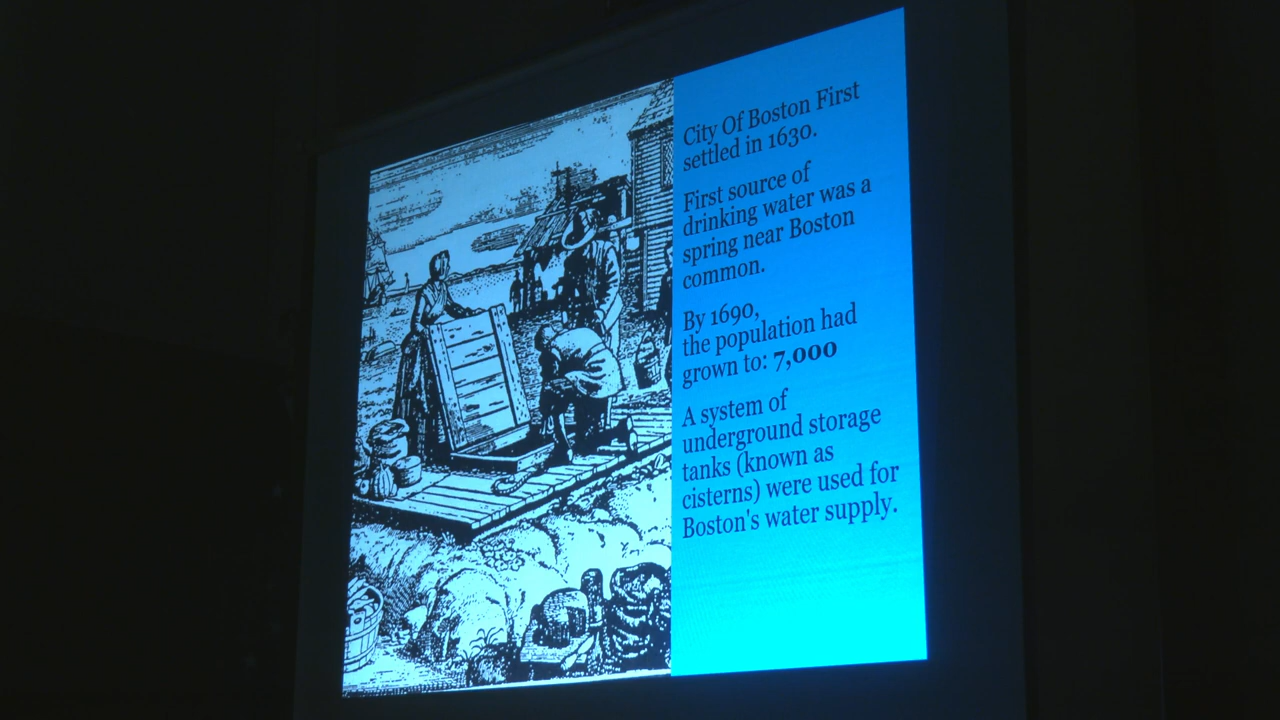 City Of Boston First
settled in 1630.
First source of
drinking water was a
spring near Boston
common.
By 1690,
the population had
grown to: 7,000
A system of
underground storage
tanks (known as
cisterns) were used for
Boston's water supply.